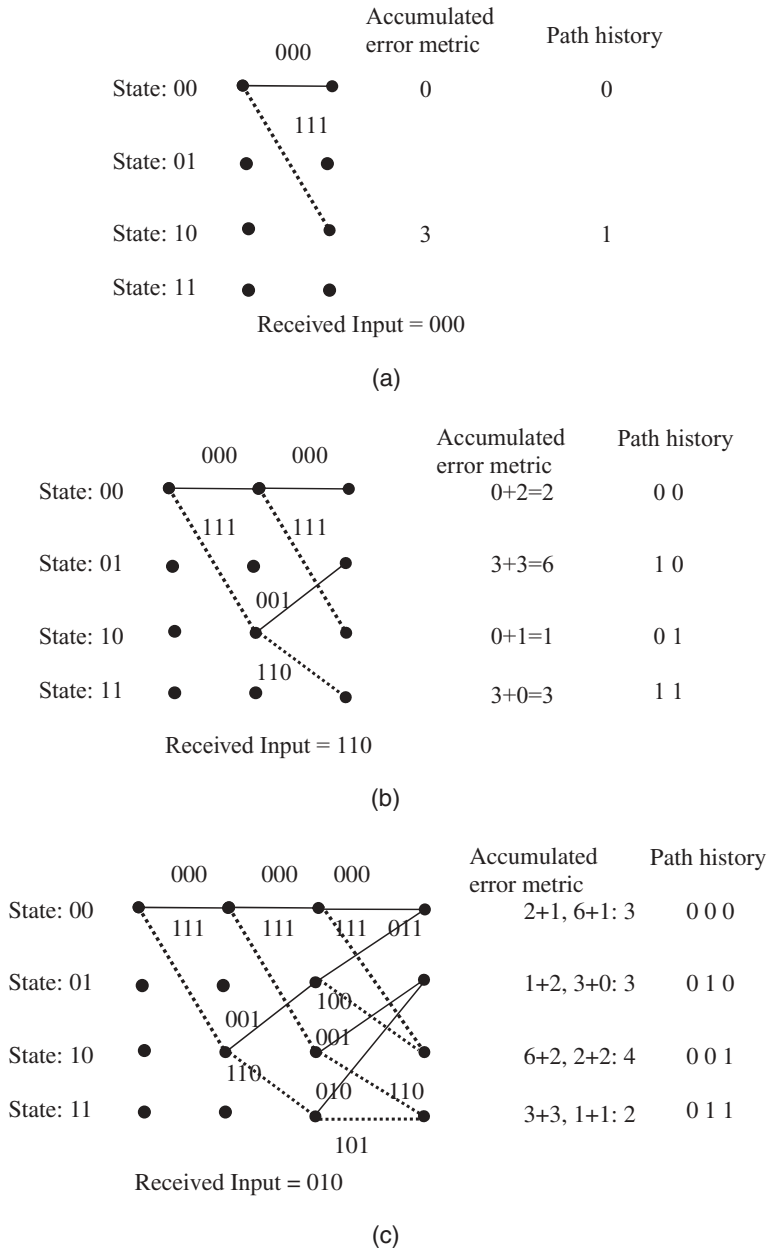 Accumulated
error metric
Path history
000
State: 00
0
0
111
State: 01
State: 10
3
1
State: 11
Received Input = 000
(a)
Accumulated
error metric
Path history
000 000
State: 00
0+2=2
0 0
111 111
State: 01
3+3=6
1 0
001
State: 10
0+1=1
0 1
110
State: 11
3+0=3
1 1
Received Input = 110
(b)
Accumulated
error metric
Path history
000 000 000
State: 00
2+1, 6+1: 3
0 0 0
111 111 111 011
State: 01
1+2, 3+0: 3
0 1 0
100
001
001
State: 10
6+2, 2+2: 4
0 0 1
110
010 110
State: 11
3+3, 1+1: 2
0 1 1
101
Received Input = 010
(c)